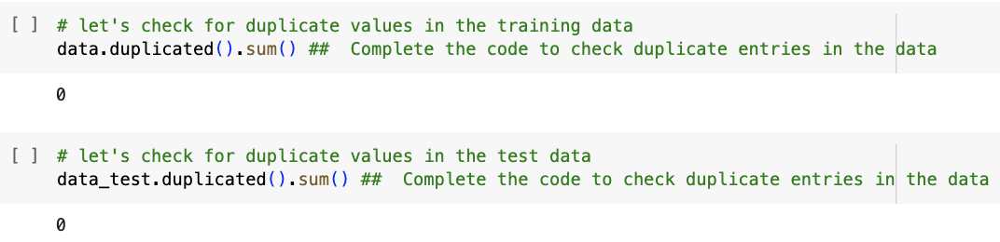 [ ] # let's check for duplicate values in the training data
data.duplicated().sum() ##  Complete the code to check duplicate entries in the data
0
[ ] # let's check for duplicate values in the test data
data_test.duplicated().sum() ##  Complete the code to check duplicate entries in the data
0